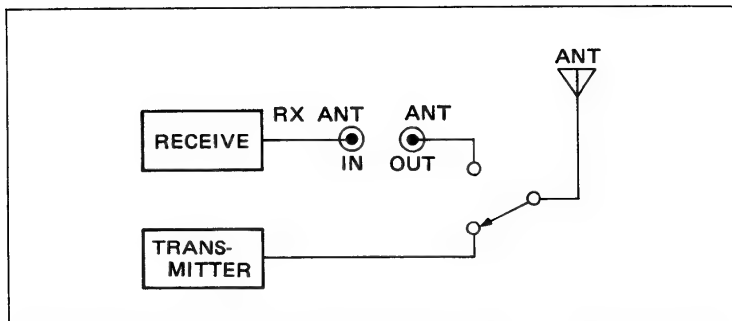 ANT
RX ANT
ANT
RECEIVE
IN
OUT
TRANS-
MITTER